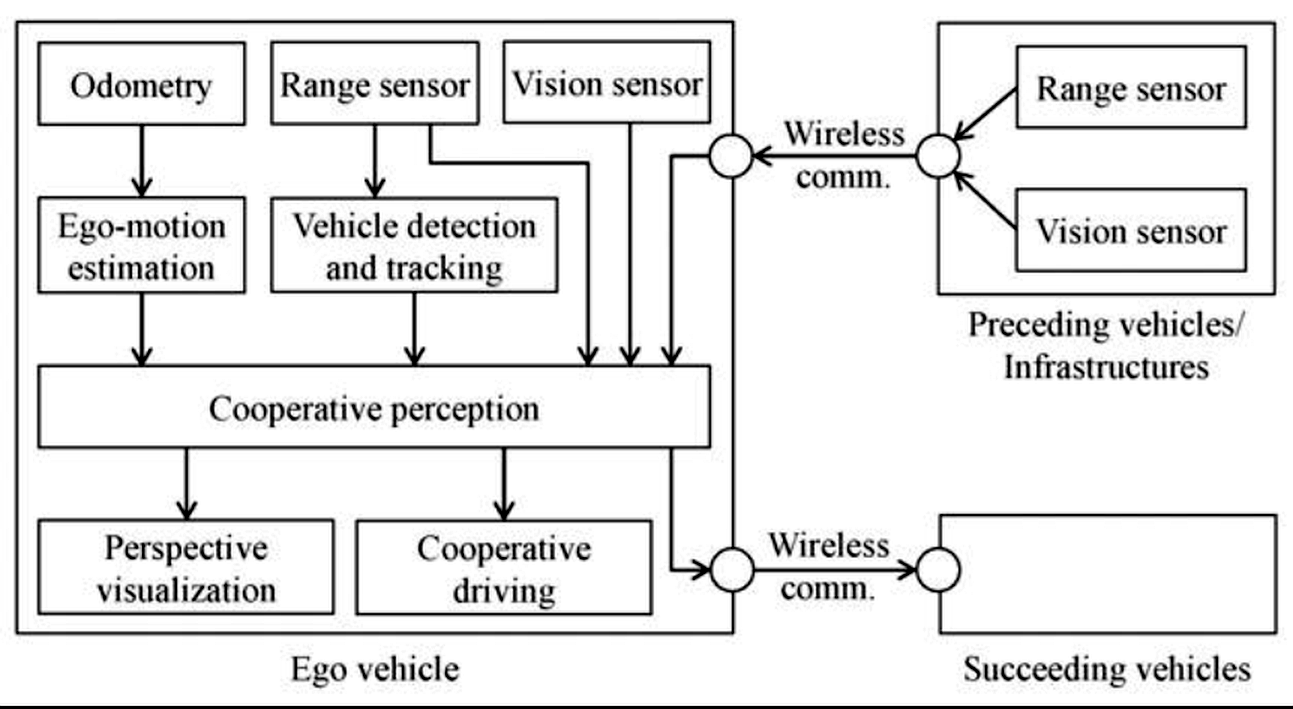 Odometry
Range sensor
Vision sensor
Ego-motion
estimation
Vehicle detection
and tracking
Cooperative perception
Perspective
visualization
Cooperative
driving
Ego vehicle
Wireless
comm.
Range sensor
Vision sensor
Preceding vehicles/
Infrastructures
Wireless
comm.
Succeeding vehicles